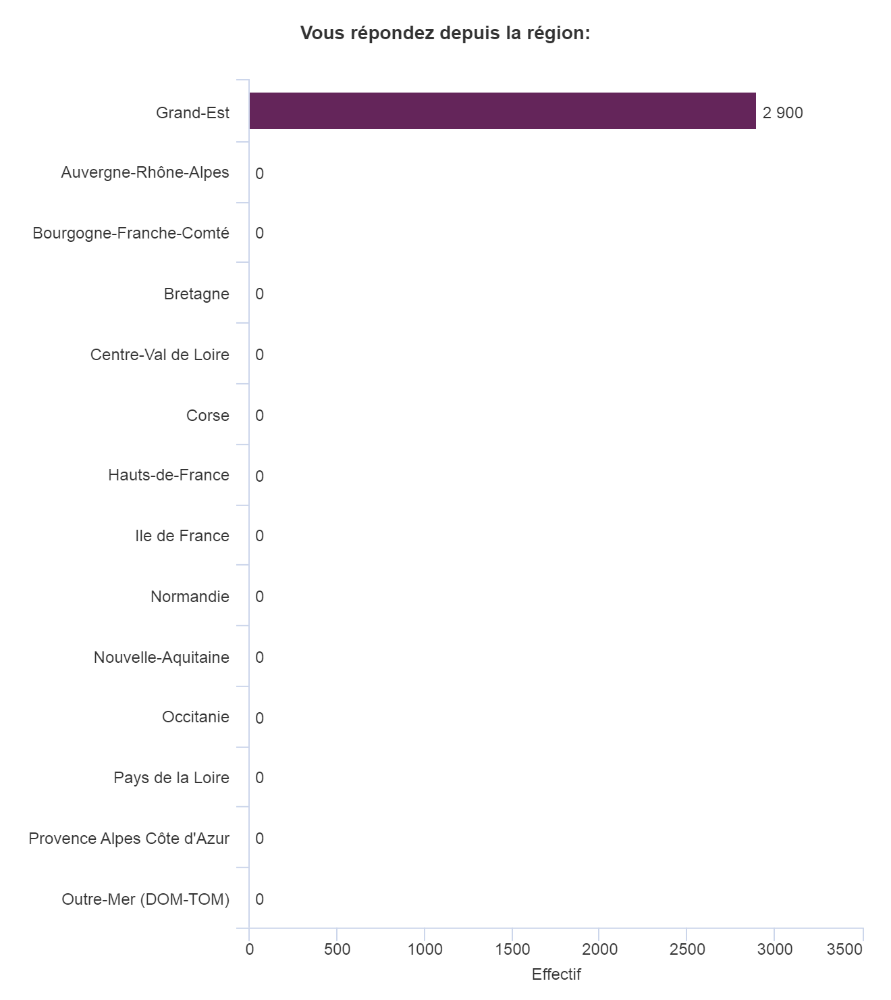 Vous répondez depuis la région:
Grand-Est 2 900
Auvergne-Rhône-Alpes 0
Bourgogne-Franche-Comté 0
Bretagne 0
Centre-Val de Loire 0
Corse 0
Hauts-de-France 0
Ile de France 0
Normandie 0
Nouvelle-Aquitaine 0
Occitanie 0
Pays de la Loire 0
Provence Alpes Côte d'Azur 0
Outre-Mer (DOM-TOM) 0
0 500 1000 1500 2000 2500 3000 3500
Effectif